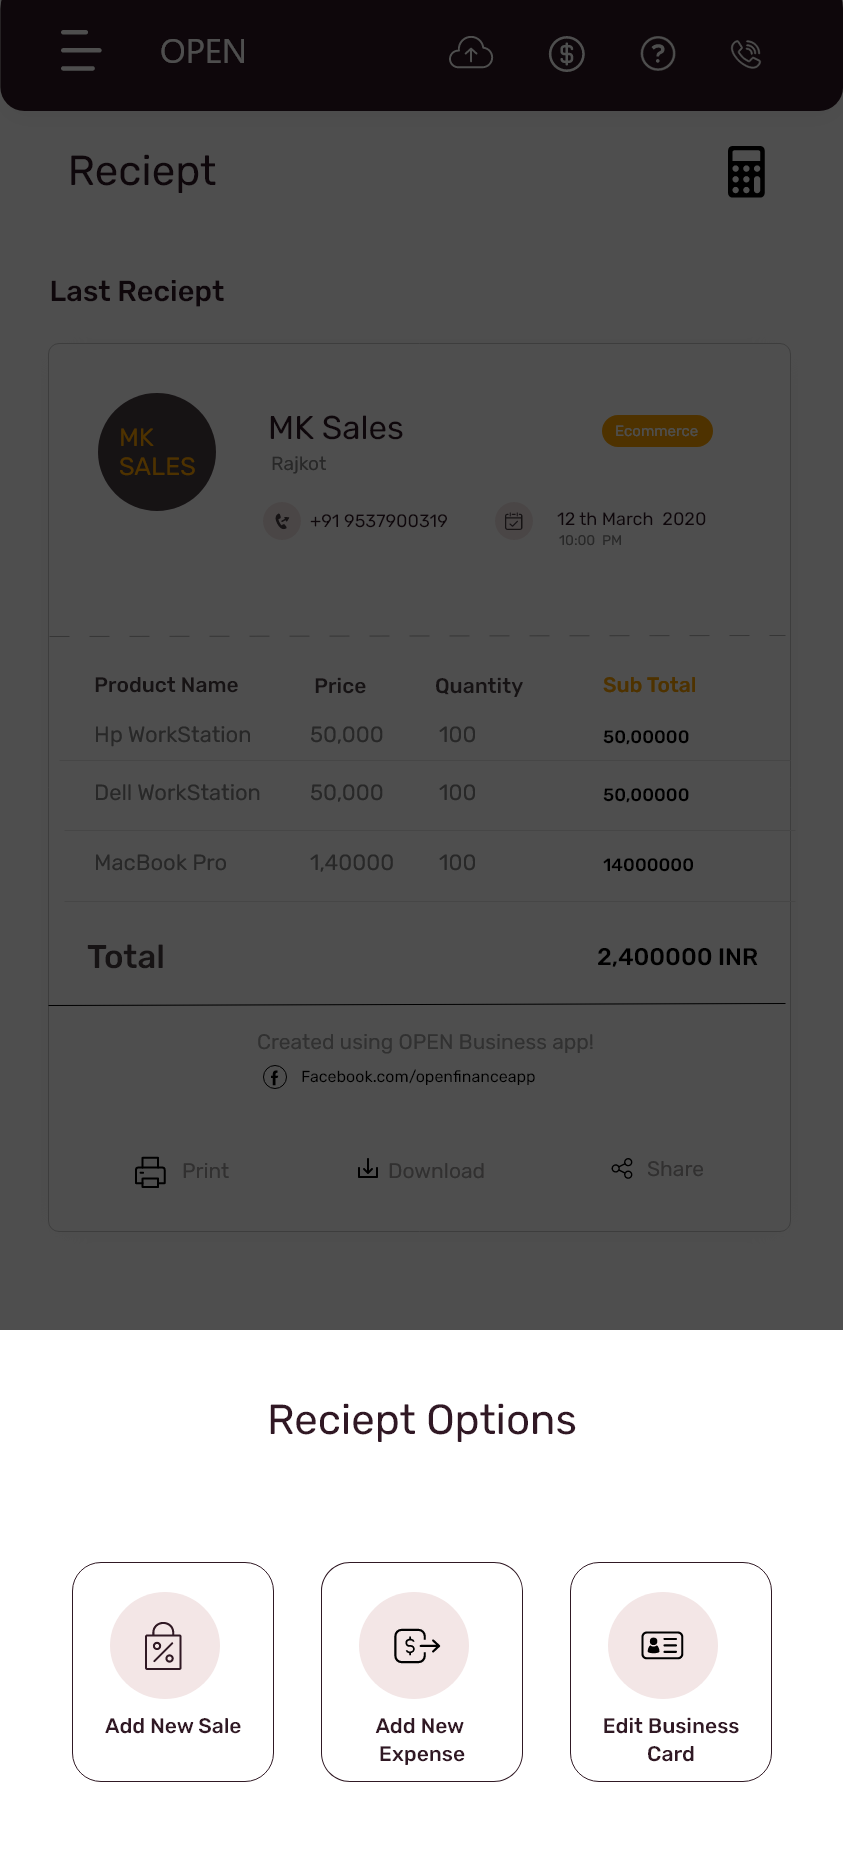 OPEN
Reciept
Last Reciept
MK
SALES
MK Sales
Ecommerce
Rajkot
+91 9537900319
12 th March 2020
10:00 PM
Product Name Price Quantity Sub Total
Hp WorkStation 50,000 100 50,00000
Dell WorkStation 50,000 100 50,00000
MacBook Pro 1,40000 100 14000000
Total 2,400000 INR
Created using OPEN Business app!
Facebook.com/openfinanceapp
Print Download Share
Reciept Options
Add New Sale
Add New
Expense
Edit Business
Card